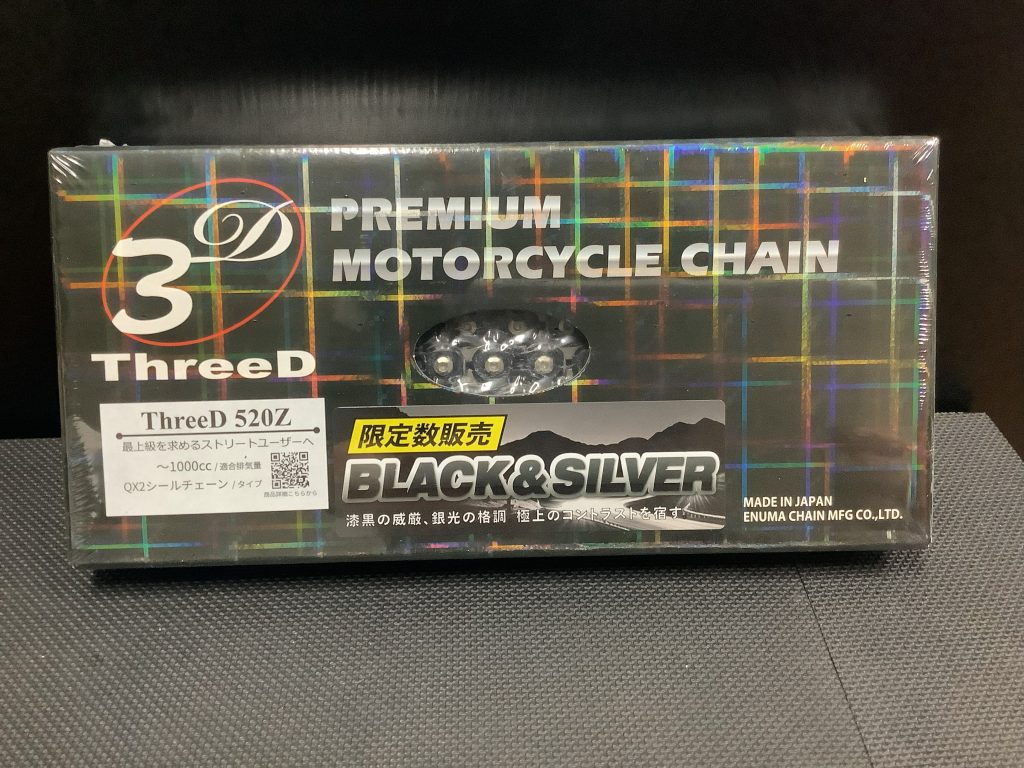 3D
ThreeD
PREMIUM
MOTORCYCLE CHAIN
ThreeD 520Z
最上級を求めるストリートユーザーへ
～1000cc / 適合排気量
QX2シールチェーン / タイプ
商品詳細こちらから
限定数販売
BLACK&SILVER
漆黒の威厳、銀光の格調 極上のコントラストを宿す
MADE IN JAPAN
ENUMA CHAIN MFG CO.,LTD.